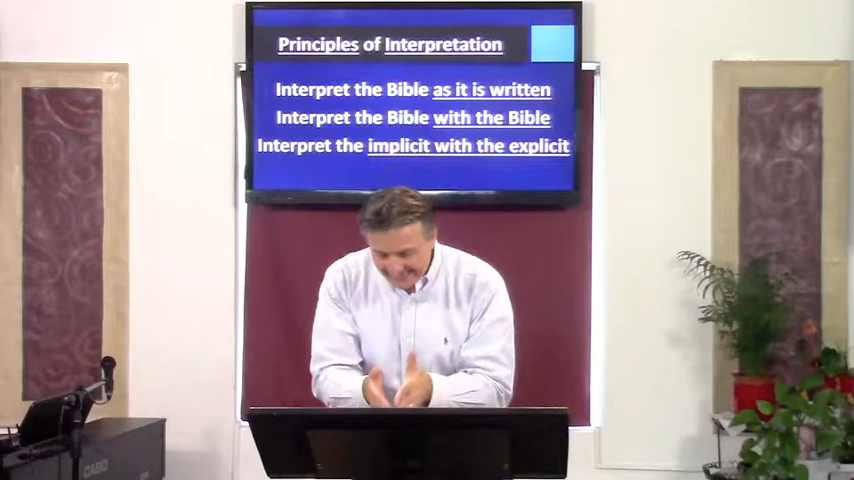 Principles of Interpretation
Interpret the Bible as it is written
Interpret the Bible with the Bible
Interpret the implicit with the explicit
CASIO